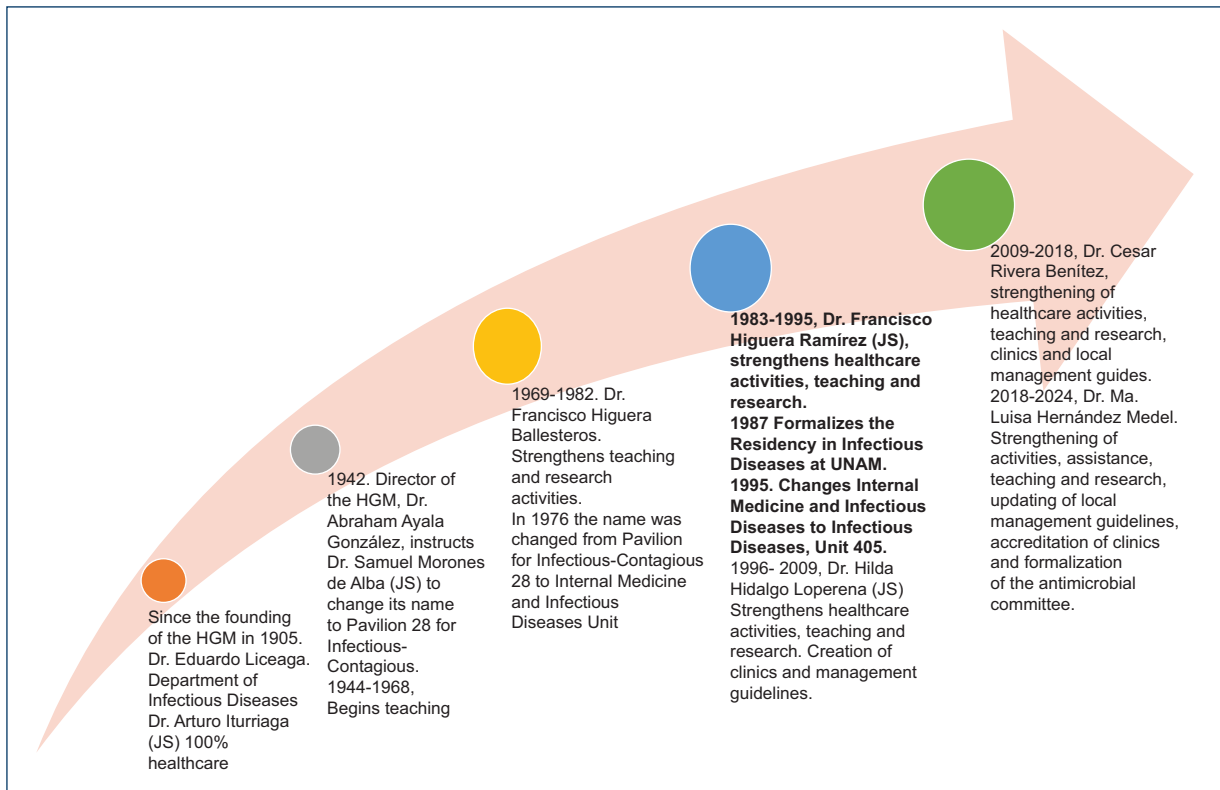 Since the founding
of the HGM in 1905.
Dr. Eduardo Liceaga.
Department of
Infectious Diseases
Dr. Arturo Iturriaga
(JS) 100%
healthcare
1942. Director of
the HGM, Dr.
Abraham Ayala
González, instructs
Dr. Samuel Morones
de Alba (JS) to
change its name
to Pavilion 28 for
Infectious-
Contagious.
1944-1968,
Begins teaching
1969-1982. Dr.
Francisco Higuera
Ballesteros.
Strengthens teaching
and research
activities.
In 1976 the name was
changed from Pavilion
for Infectious-Contagious
28 to Internal Medicine
and Infectious
Diseases Unit
1983-1995, Dr. Francisco
Higuera Ramírez (JS),
strengthens healthcare
activities, teaching and
research.
1987 Formalizes the
Residency in Infectious
Diseases at UNAM.
1995. Changes Internal
Medicine and Infectious
Diseases to Infectious
Diseases, Unit 405.
1996- 2009, Dr. Hilda
Hidalgo Loperena (JS)
Strengthens healthcare
activities, teaching and
research. Creation of
clinics and management
guidelines.
2009-2018, Dr. Cesar
Rivera Benítez,
strengthening of
healthcare activities,
teaching and research,
clinics and local
management guides.
2018-2024, Dr. Ma.
Luisa Hernández Medel.
Strengthening of
activities, assistance,
teaching and research,
updating of local
management guidelines,
accreditation of clinics
and formalization
of the antimicrobial
committee.